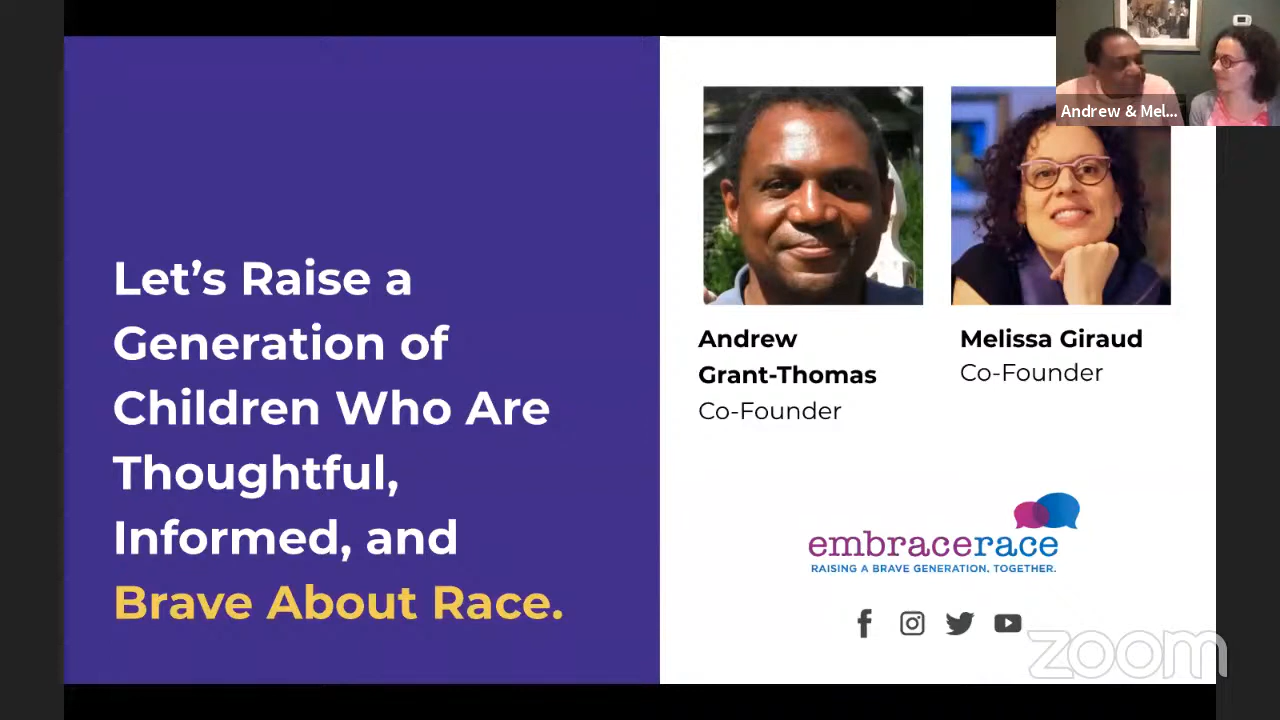 Let's Raise a
Generation of
Children Who Are
Thoughtful,
Informed, and
Brave About Race.
Andrew & Mel...
Andrew
Grant-Thomas
Co-Founder
Melissa Giraud
Co-Founder
embracerace
RAISING A BRAVE GENERATION, TOGETHER.
zoom